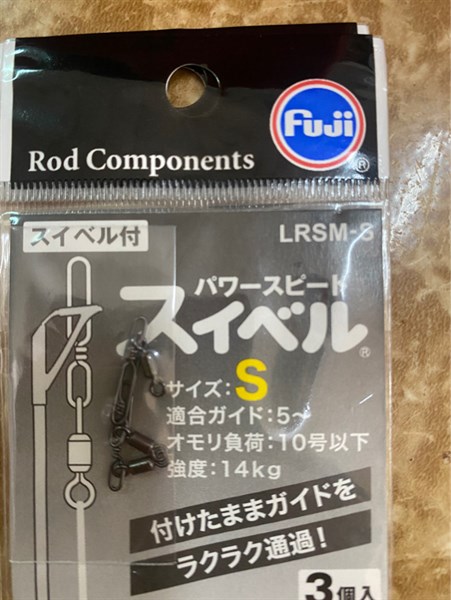 Fuji
®
Rod Components
スイベル付
LRSM-S
パワースピード
スイベル®
サイズ:S
適合ガイド:5~
オモリ負荷:10号以下
強度:14kg
付けたままガイドを
ラクラク通過!
3個入